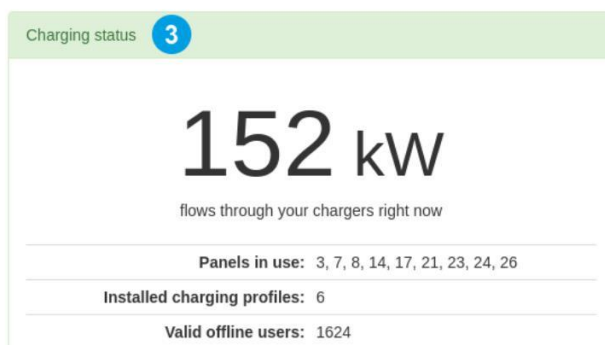 Charging status 3
152 kW
flows through your chargers right now
Panels in use: 3, 7, 8, 14, 17, 21, 23, 24, 26
Installed charging profiles: 6
Valid offline users: 1624